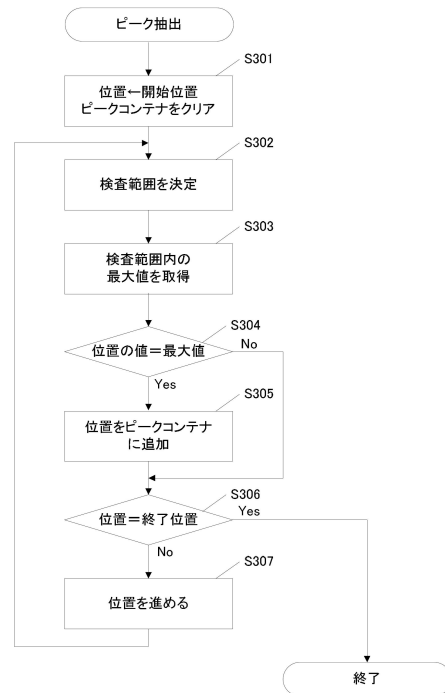 ピーク抽出
S301
位置←開始位置
ピークコンテナをクリア
S302
検査範囲を決定
S303
検査範囲内の
最大値を取得
S304
位置の値＝最大値
No
Yes
S305
位置をピークコンテナ
に追加
S306
位置＝終了位置
Yes
No
S307
位置を進める
終了